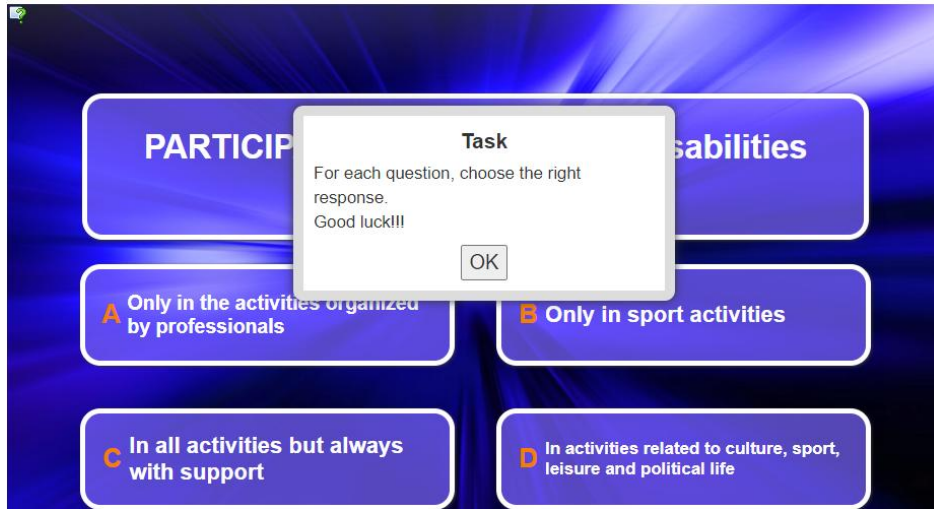 PARTICIP sabilities
Task
For each question, choose the right
response.
Good luck!!!
OK
A Only in the activities organized
by professionals
B Only in sport activities
C In all activities but always
with support
D In activities related to culture, sport,
leisure and political life